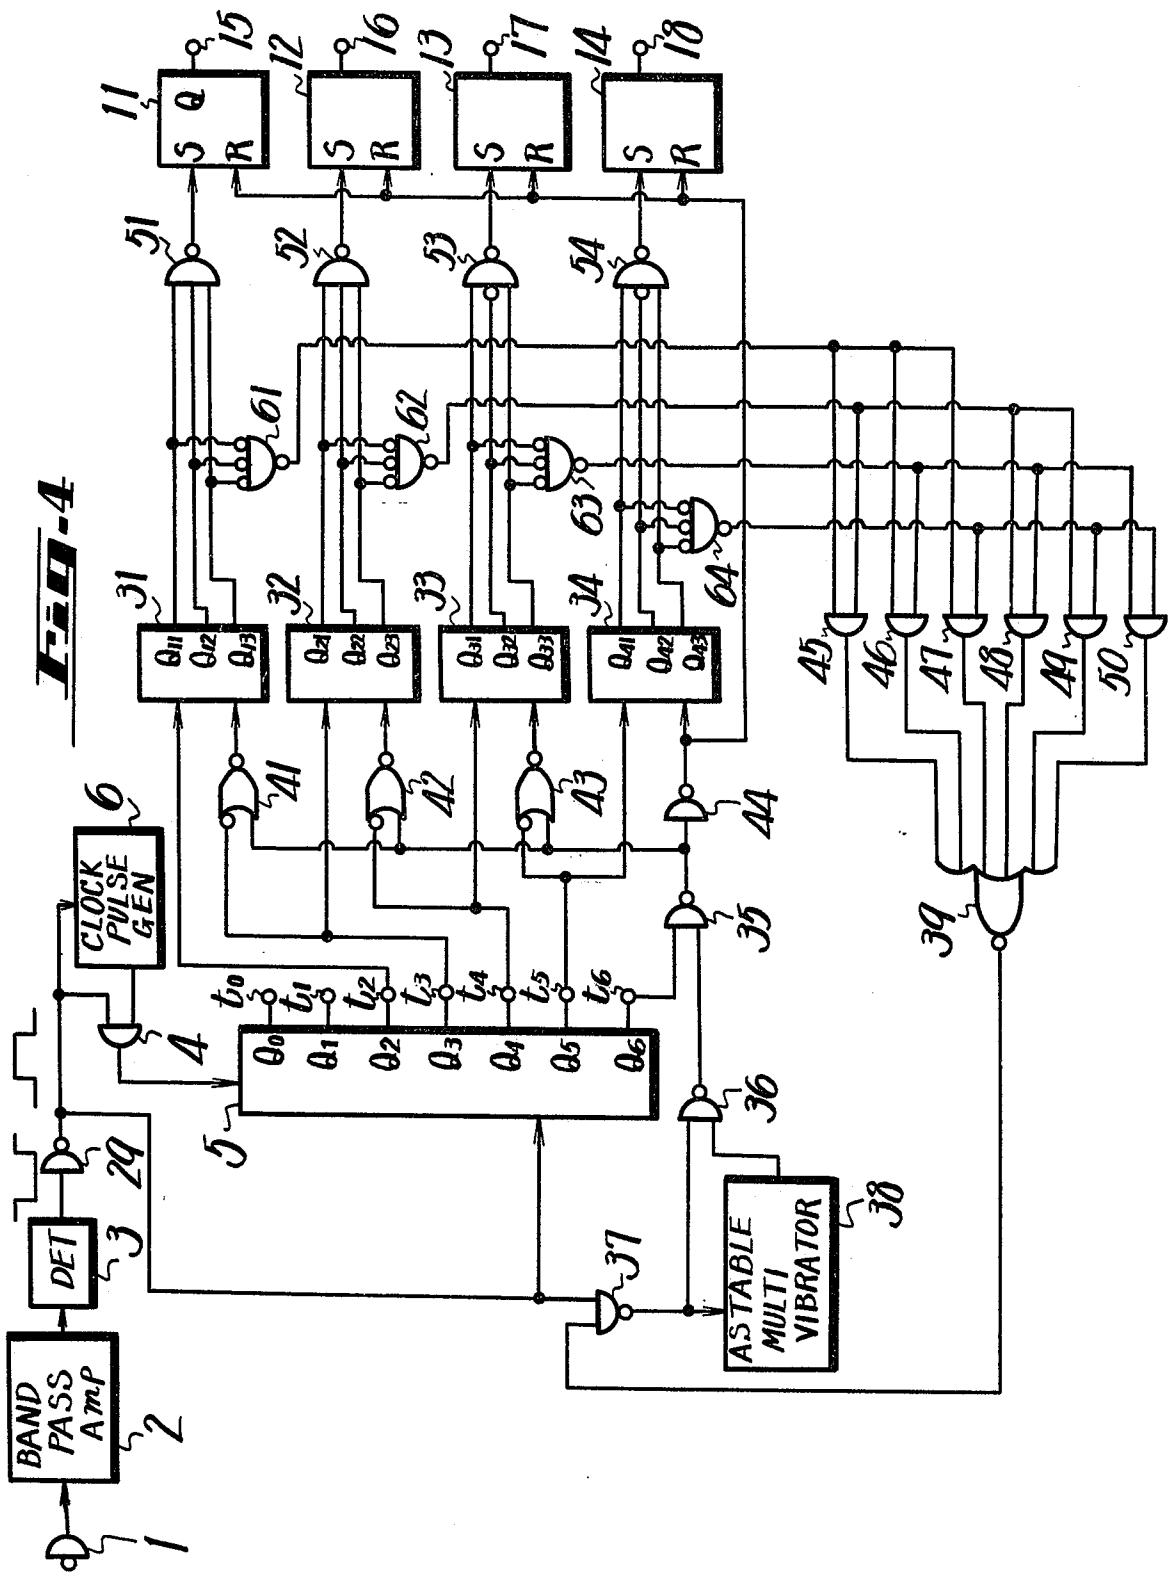 Fig-4
1
BAND
PASS
AMP
2
DET
3
29
CLOCK
PULSE
GEN
6
4
5
Q0
Q1
Q2
Q3
Q4
Q5
Q6
t0
t1
t2
t3
t4
t5
t6
37
ASTABLE
MULTI
VIBRATOR
38
36
35
44
41
42
43
31
Q11
Q12
Q13
32
Q21
Q22
Q23
33
Q31
Q32
Q33
34
Q41
Q42
Q43
61
62
63
64
51
52
53
54
11
S
Q
R
15
12
S
R
16
13
S
R
17
14
S
R
18
45
46
47
48
49
50
39